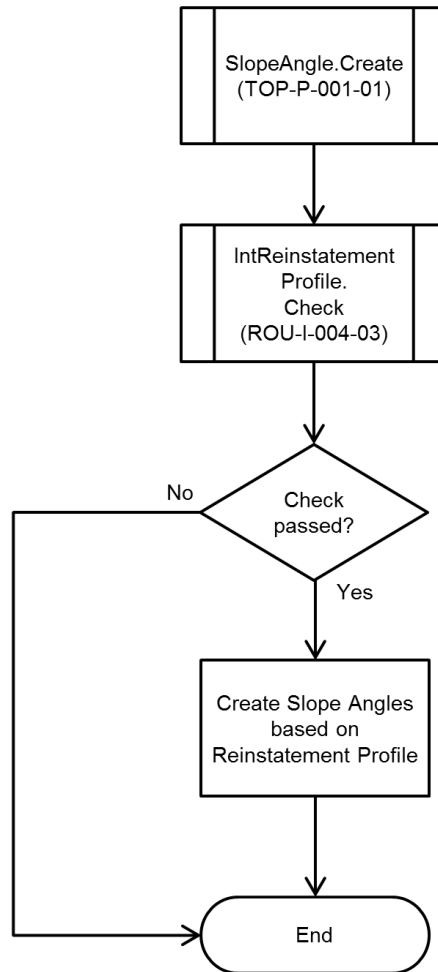 SlopeAngle.Create
(TOP-P-001-01)
IntReinstatement
Profile.
Check
(ROU-I-004-03)
No
Check
passed?
Yes
Create Slope Angles
based on
Reinstatement Profile
End